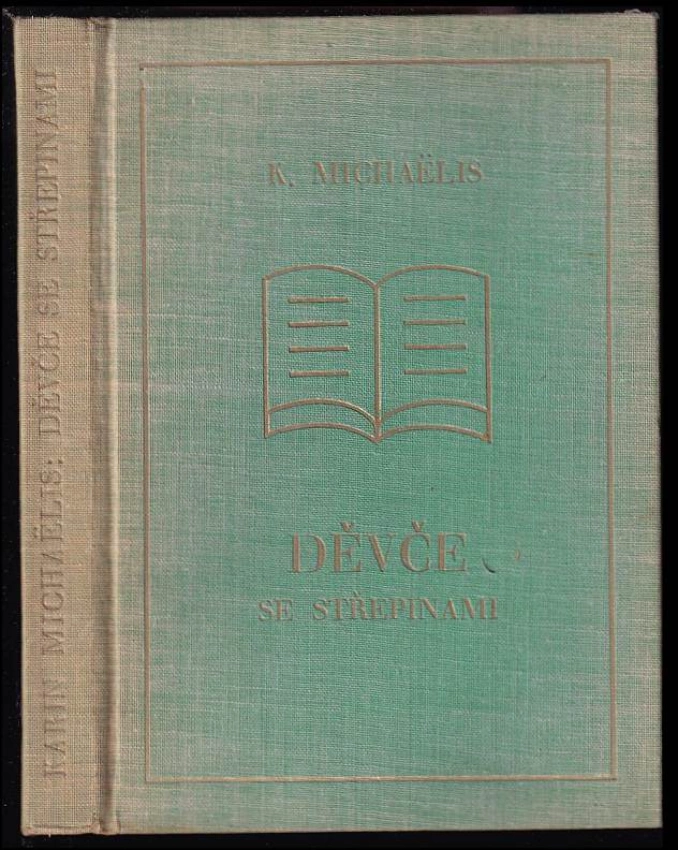 KARIN MICHAËLIS: DĚVČE SE STŘEPINAMI
K. MICHAËLIS
DĚVČE
SE STŘEPINAMI